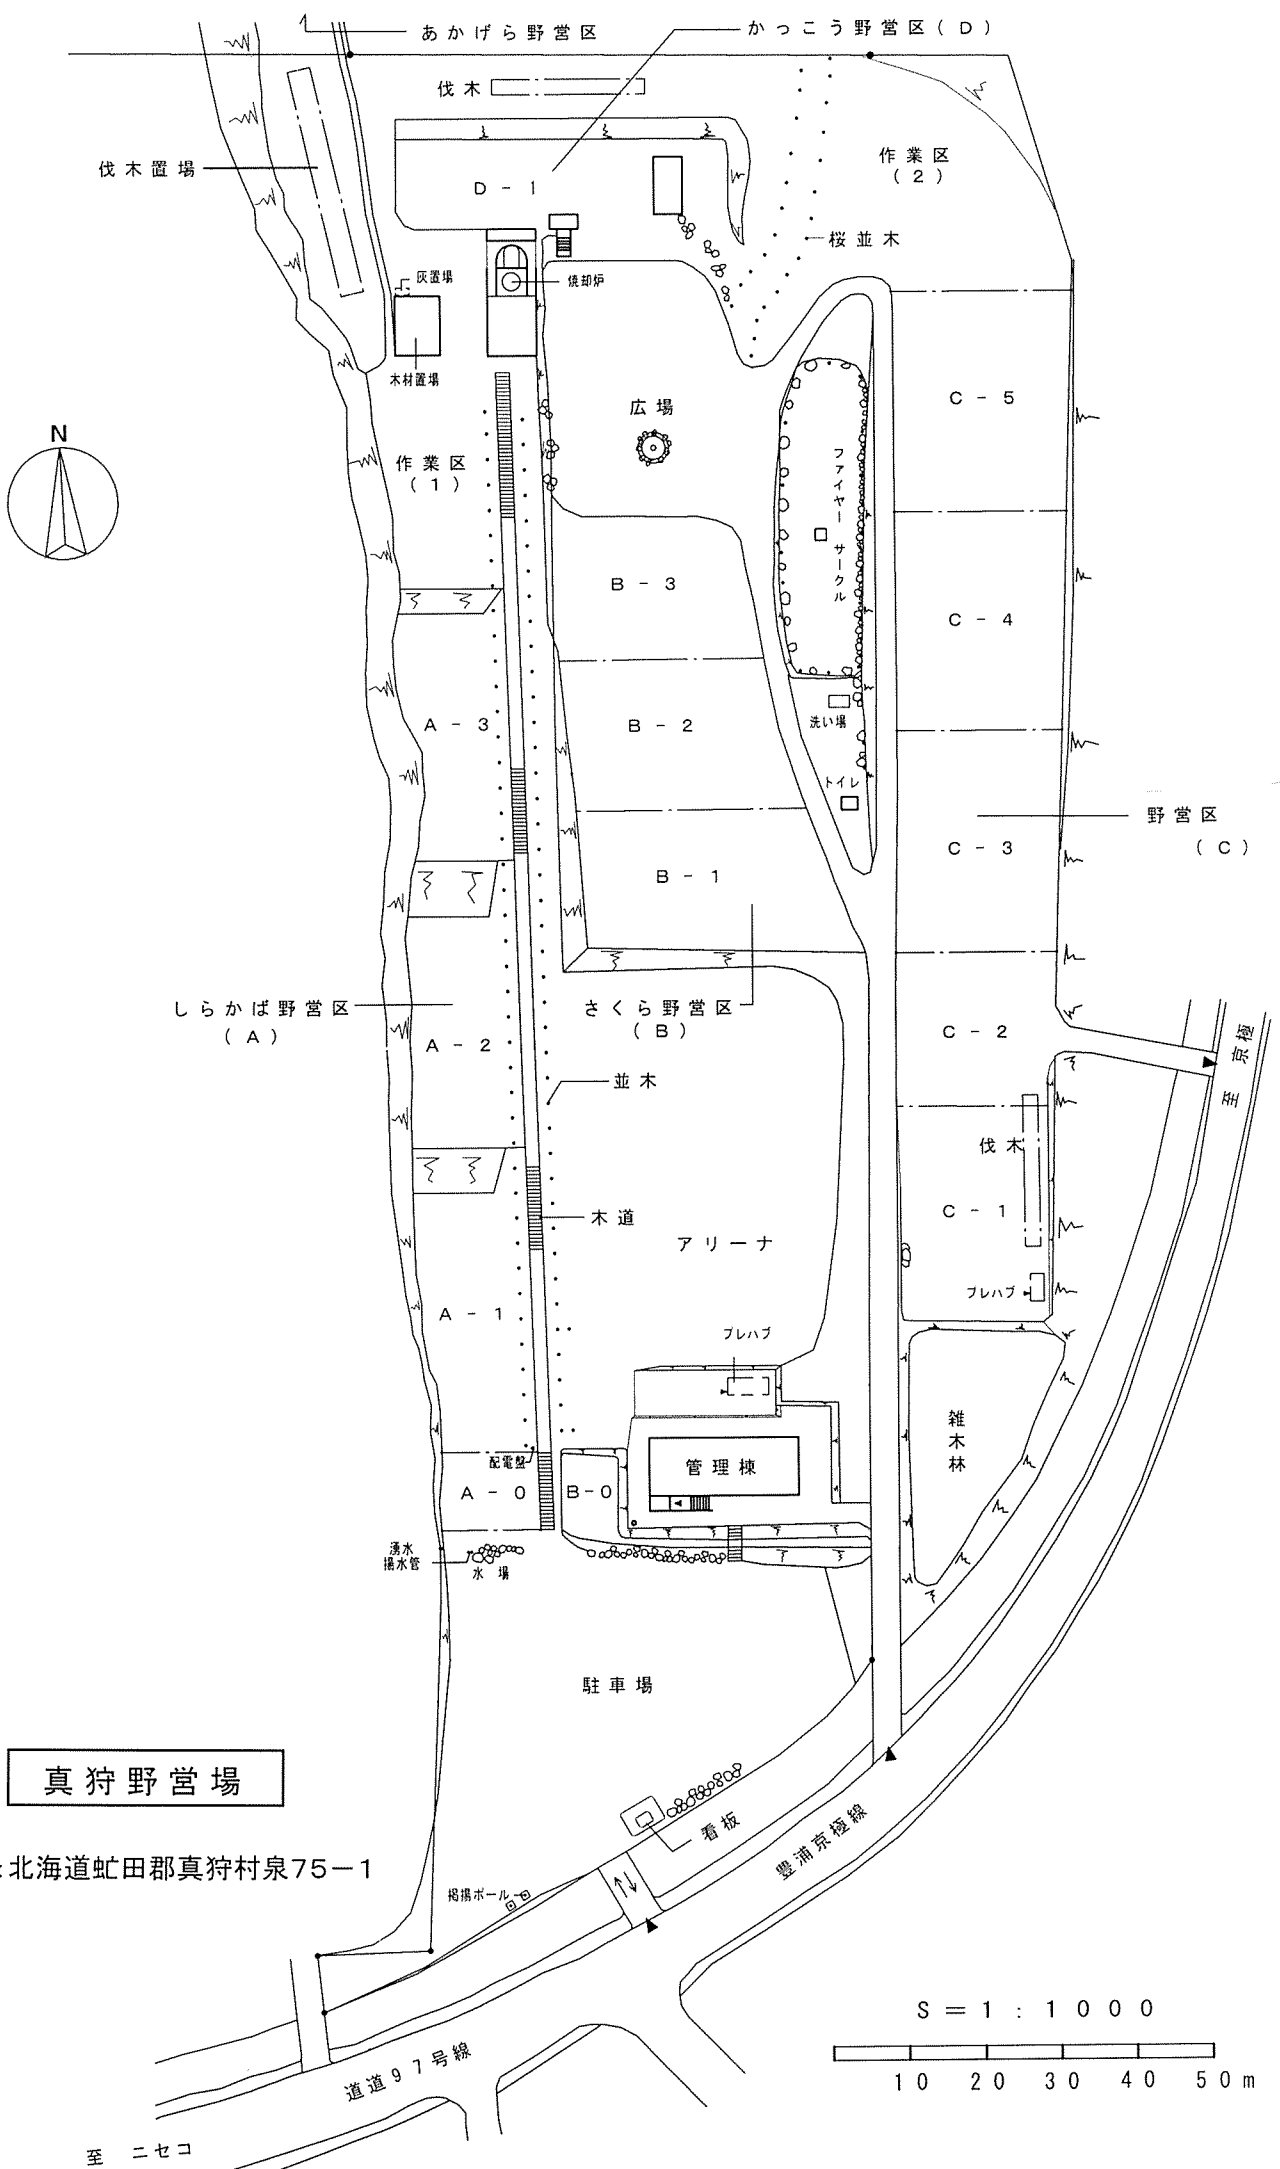 あかげら野営区
かっこう野営区(D)
伐木
伐木置場
作業区
(2)
D-1
桜並木
灰置場
焼却炉
木材置場
広場
C-5
N
作業区
(1)
ファイヤー サークル
B-3
C-4
A-3
B-2
洗い場
トイレ
野営区
(C)
C-3
B-1
しらかば野営区
(A)
さくら野営区
(B)
A-2
C-2
至 京極
並木
伐木
木道
C-1
アリーナ
プレハブ
A-1
プレハブ
雑木林
配電盤
管理棟
A-0
B-0
湧水
揚水管
水場
駐車場
真狩野営場
看板
豊浦京極線
北海道虻田郡真狩村泉75-1
掲揚ポール
S=1:1000
10 20 30 40 50m
道道97号線
至 ニセコ